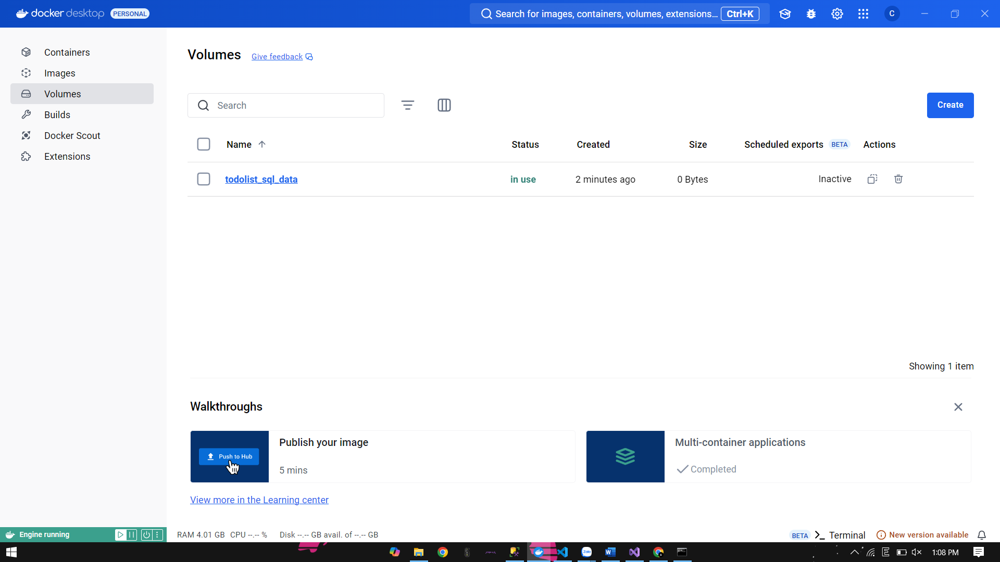 docker desktop PERSONAL
Search for images, containers, volumes, extensions... Ctrl+K
C
Containers
Images
Volumes
Builds
Docker Scout
Extensions
Volumes Give feedback
Search
Create
Name Status Created Size Scheduled exports BETA Actions
todolist_sql_data in use 2 minutes ago 0 Bytes Inactive
Showing 1 item
Walkthroughs
Push to Hub
Publish your image
5 mins
Multi-container applications
Completed
View more in the Learning center
Engine running
RAM 4.01 GB CPU --.-- % Disk --.-- GB avail. of --.-- GB
BETA >_ Terminal New version available
Zalo
E
1:08 PM